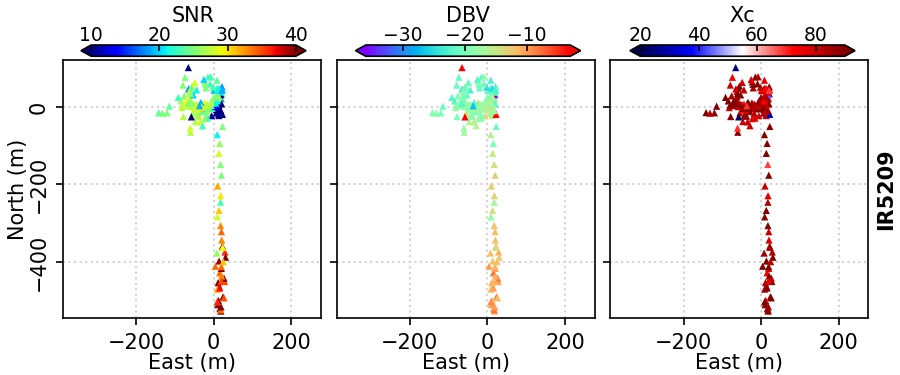 SNR DBV Xc
10 20 30 40 −30 −20 −10 20 40 60 80
0
−200
−400
North (m)
IR5209
−200 0 200 −200 0 200 −200 0 200
East (m) East (m) East (m)